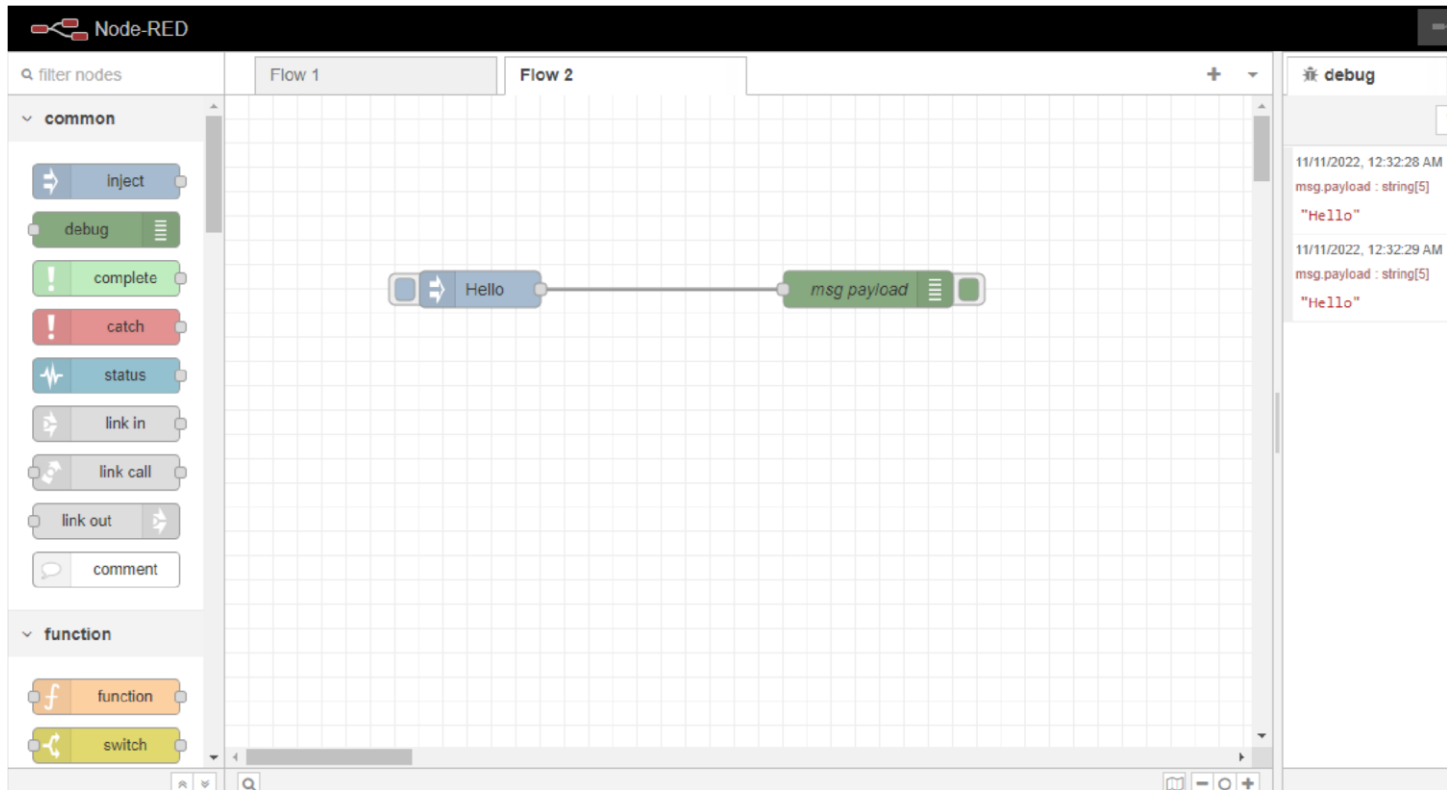 Node-RED
filter nodes
Flow 1
Flow 2
debug
common
inject
debug
complete
catch
status
link in
link call
link out
comment
function
function
switch
Hello
msg.payload
11/11/2022, 12:32:28 AM
msg.payload : string[5]
"Hello"
11/11/2022, 12:32:29 AM
msg.payload : string[5]
"Hello"